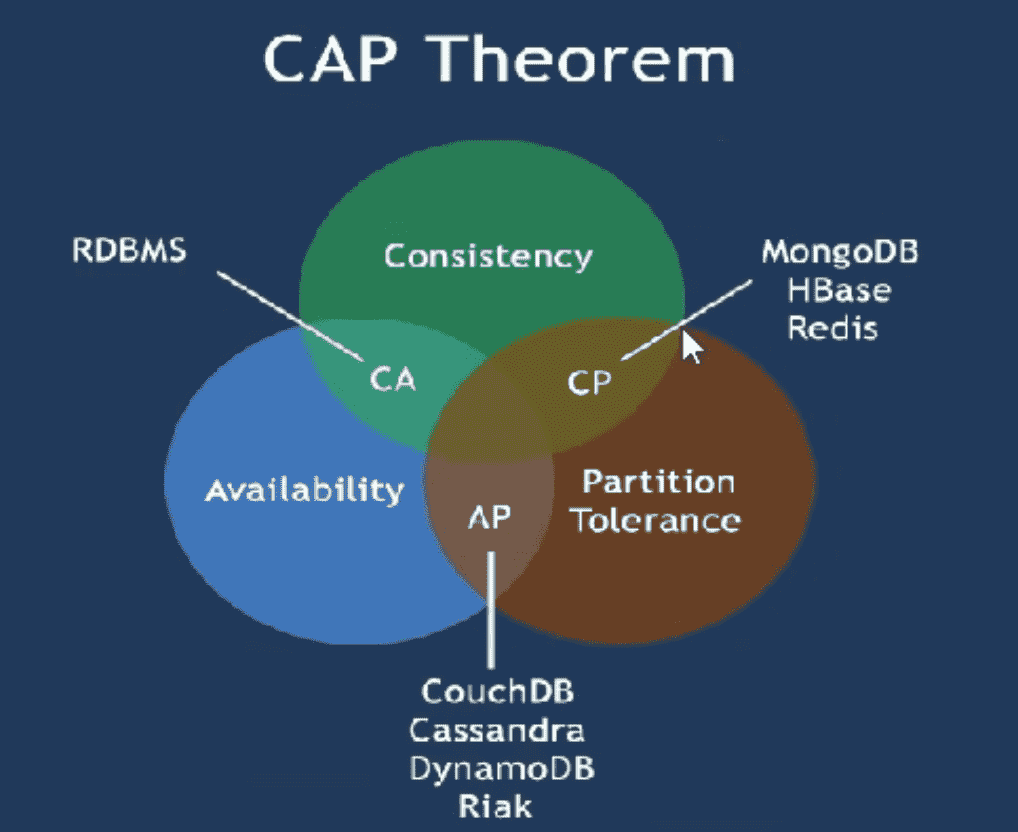 CAP Theorem
Consistency
RDBMS
MongoDB
HBase
Redis
CA
CP
Availability
Partition
Tolerance
AP
CouchDB
Cassandra
DynamoDB
Riak